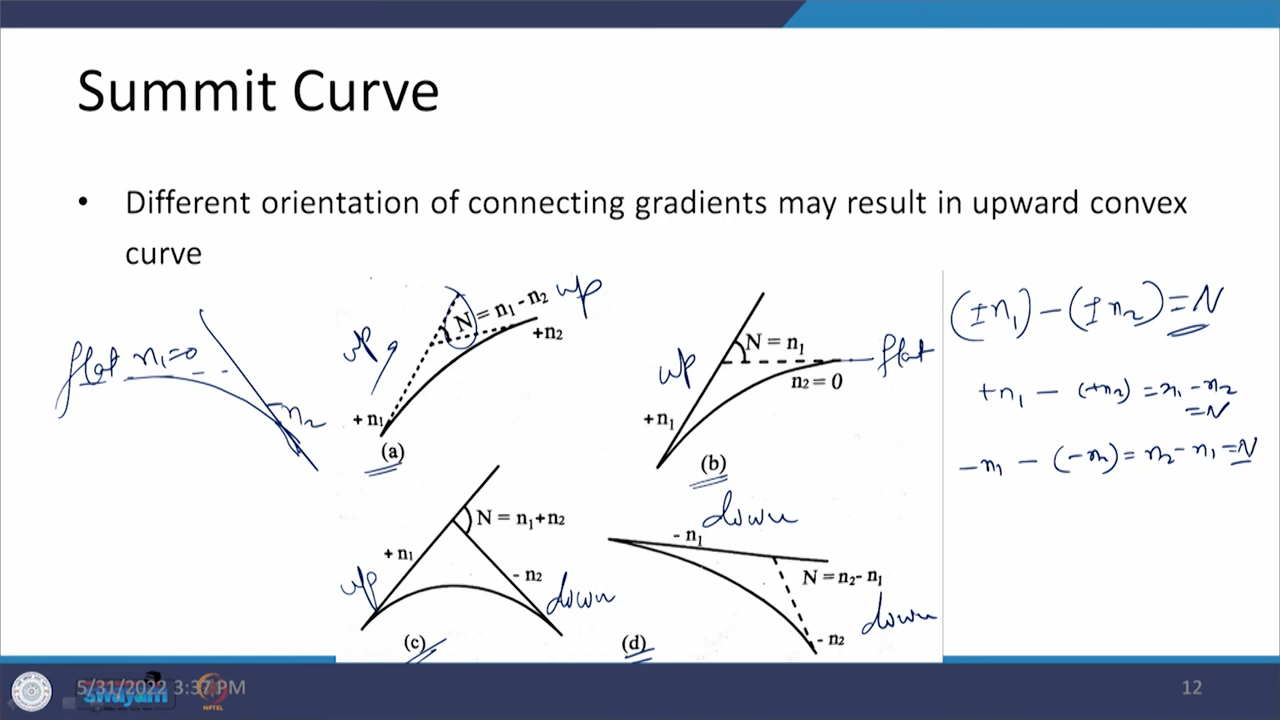 Summit Curve
• Different orientation of connecting gradients may result in upward convex
curve
flat n₁=0
n₂
up
N = n₁ - n₂ up
+n₂
+ n₁
(a)
up
N = n₁
flat
n₂ = 0
+ n₁
(b)
(±n₁) - (± n₂) = N
+n₁ - (+n₂) = n₁ - n₂
= N
-n₁ - (-n₂) = n₂ - n₁ = N
N = n₁+n₂
+ n₁
- n₂
up
down
(c)
down
- n₁
N = n₂- n₁
down
- n₂
(d)
5/31/2022 3:37 PM
swayam
NPTEL
12